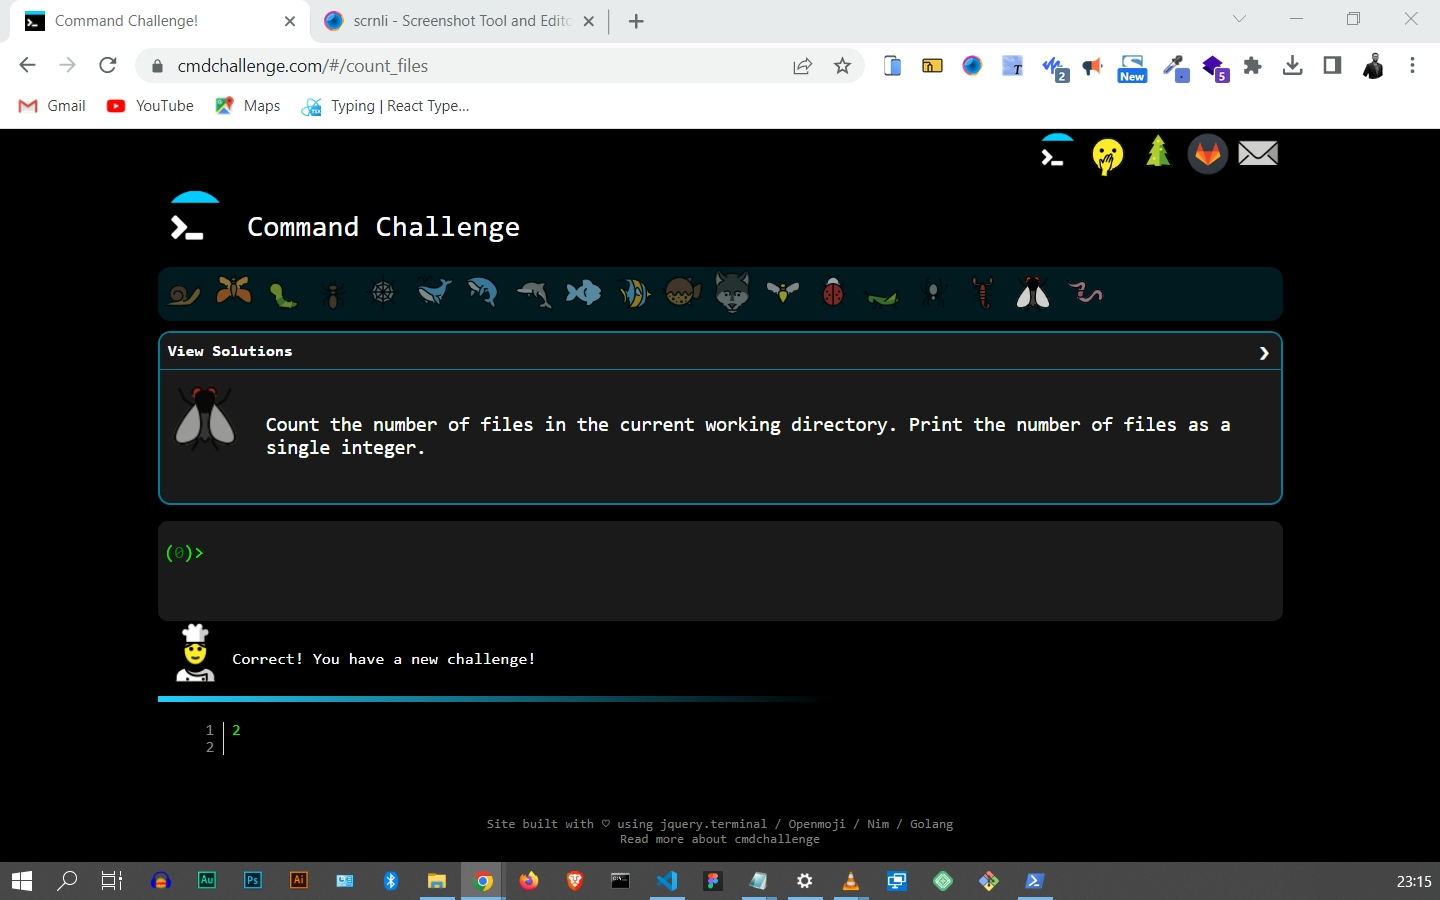 Command Challenge!
scrnli - Screenshot Tool and Edito
cmdchallenge.com/#/count_files
2
New
5
Gmail
YouTube
Maps
Typing | React Type...
Command Challenge
View Solutions
Count the number of files in the current working directory. Print the number of files as a
single integer.
(0)>
Correct! You have a new challenge!
1 2
2
Site built with ♡ using jquery.terminal / Openmoji / Nim / Golang
Read more about cmdchallenge
Au
Ps
Ai
23:15